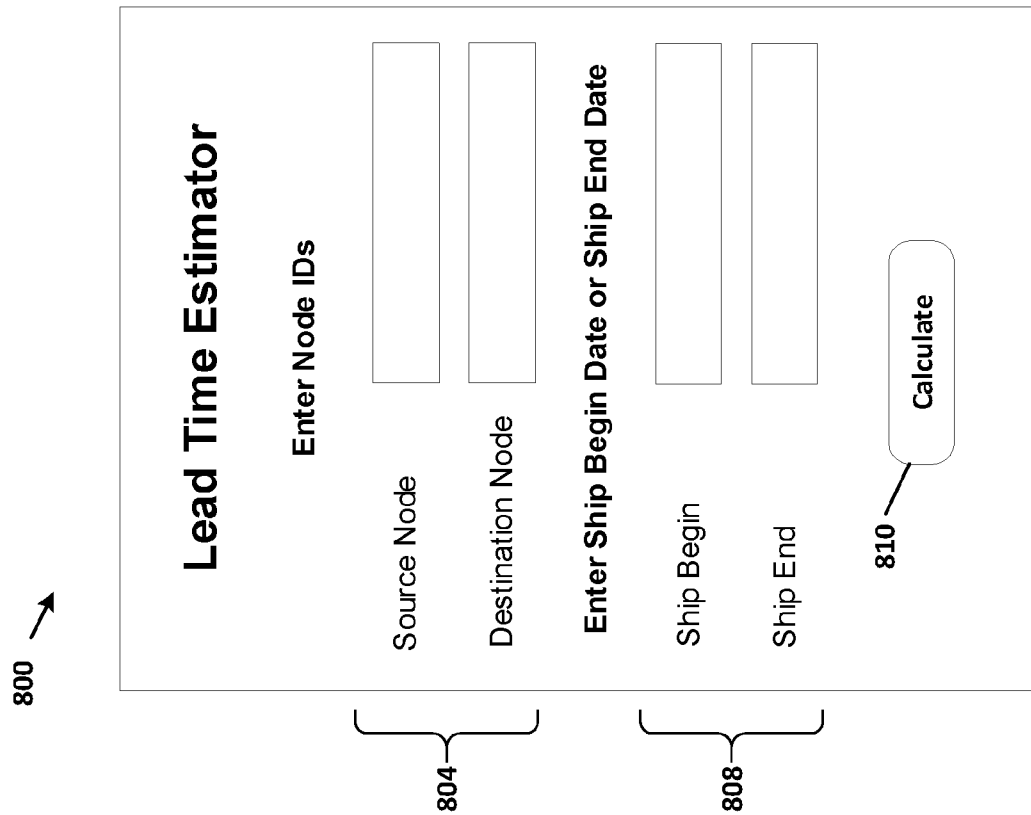 800
Lead Time Estimator
Enter Node IDs
804
Source Node
Destination Node
Enter Ship Begin Date or Ship End Date
808
Ship Begin
Ship End
810
Calculate